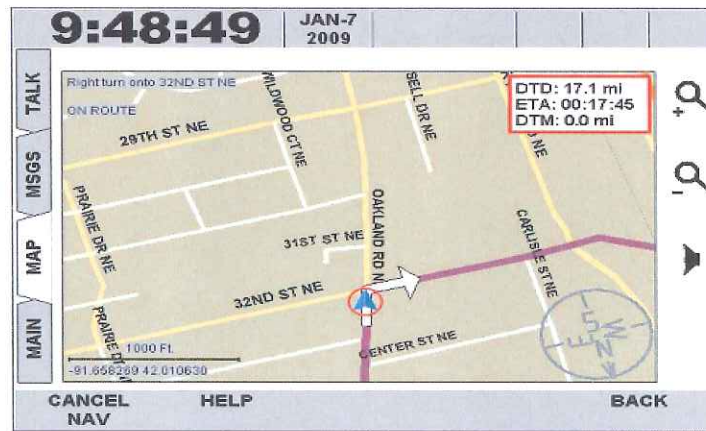 9:48:49
JAN-7
2009
TALK
MSGS
MAP
MAIN
Right turn onto 32ND ST NE
ON ROUTE
DTD: 17.1 mi
ETA: 00:17:45
DTM: 0.0 mi
29TH ST NE
WILDWOOD CT NE
SELL DR NE
D NE
PRAIRIE DR NE
31ST ST NE
OAKLAND RD N
CARLISLE ST NE
32ND ST NE
CENTER ST NE
1000 Ft.
-91.658269 42.010630
E
S
W
N
+
-
CANCEL
NAV
HELP
BACK